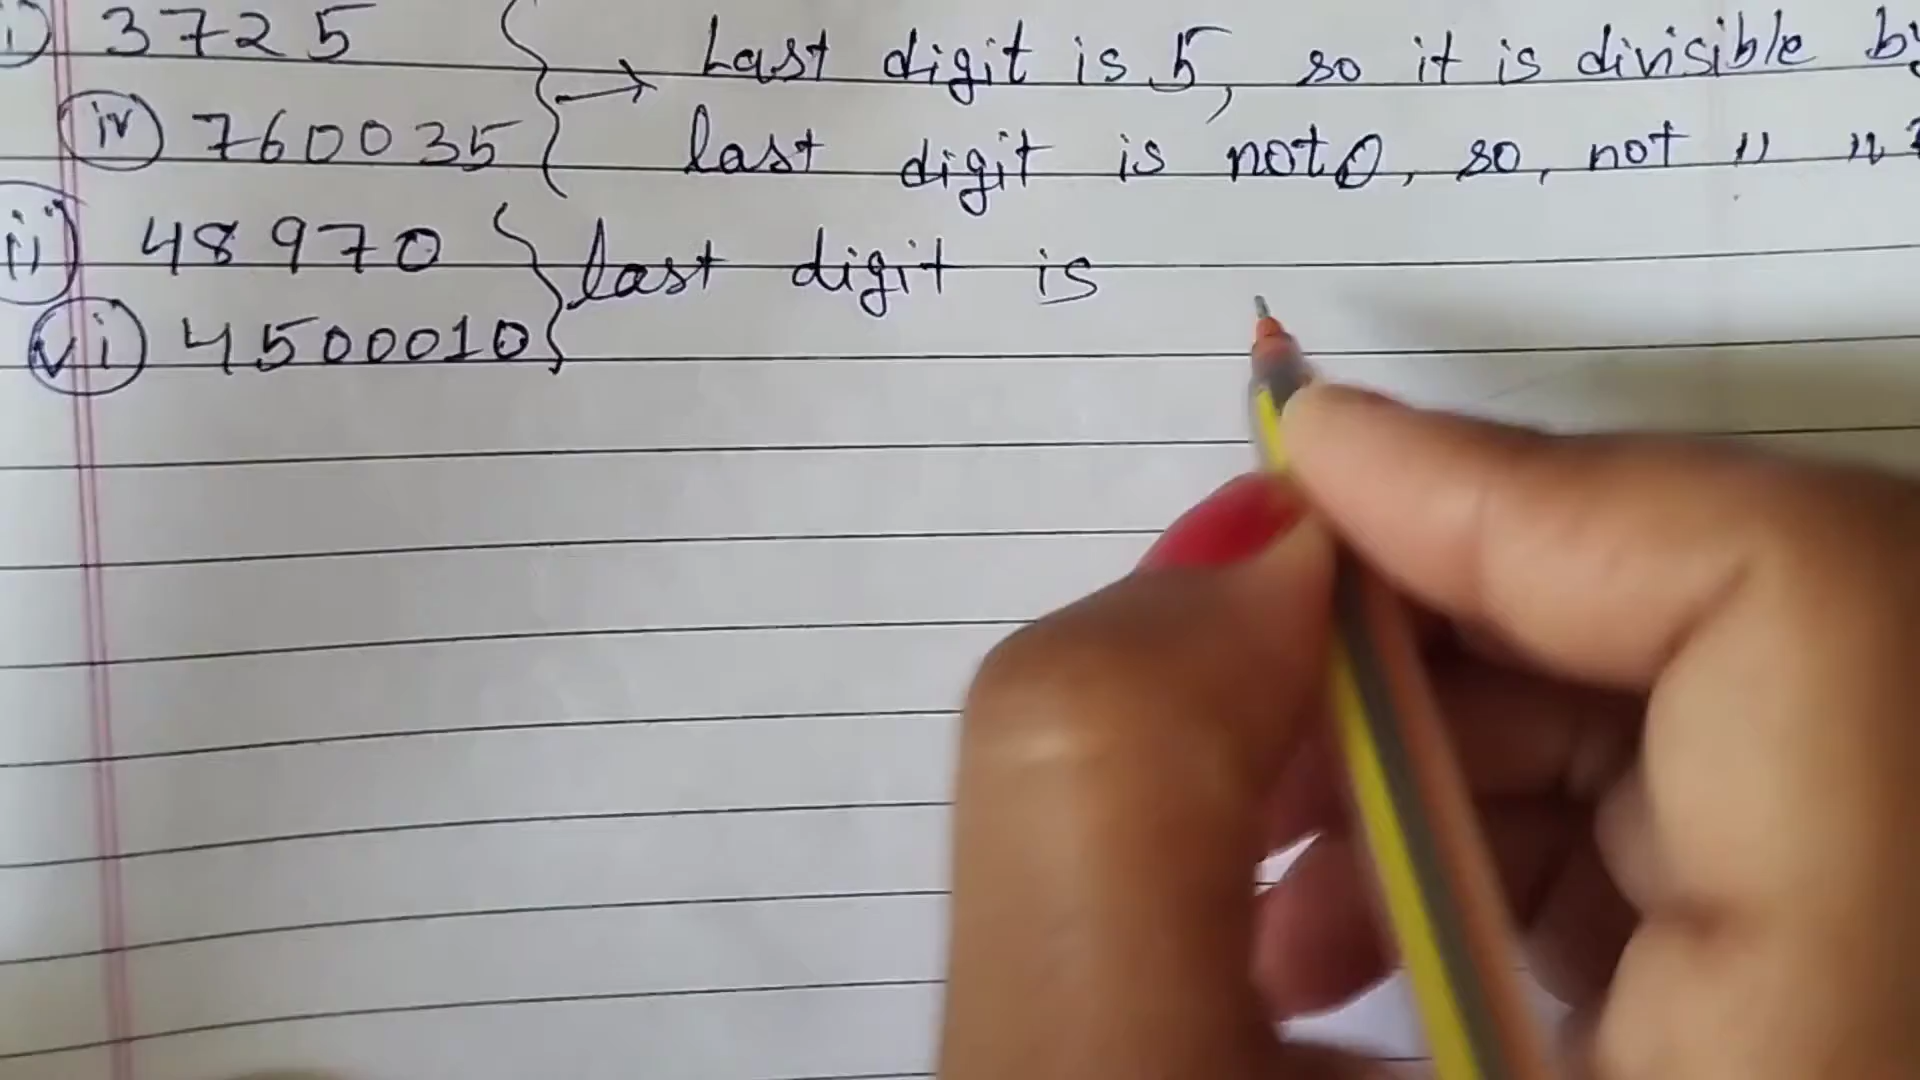 i) 3725 → Last digit is 5, so it is divisible by
iv) 760035 last digit is not 0, so, not " "
ii) 48970 last digit is
vi) 4500010